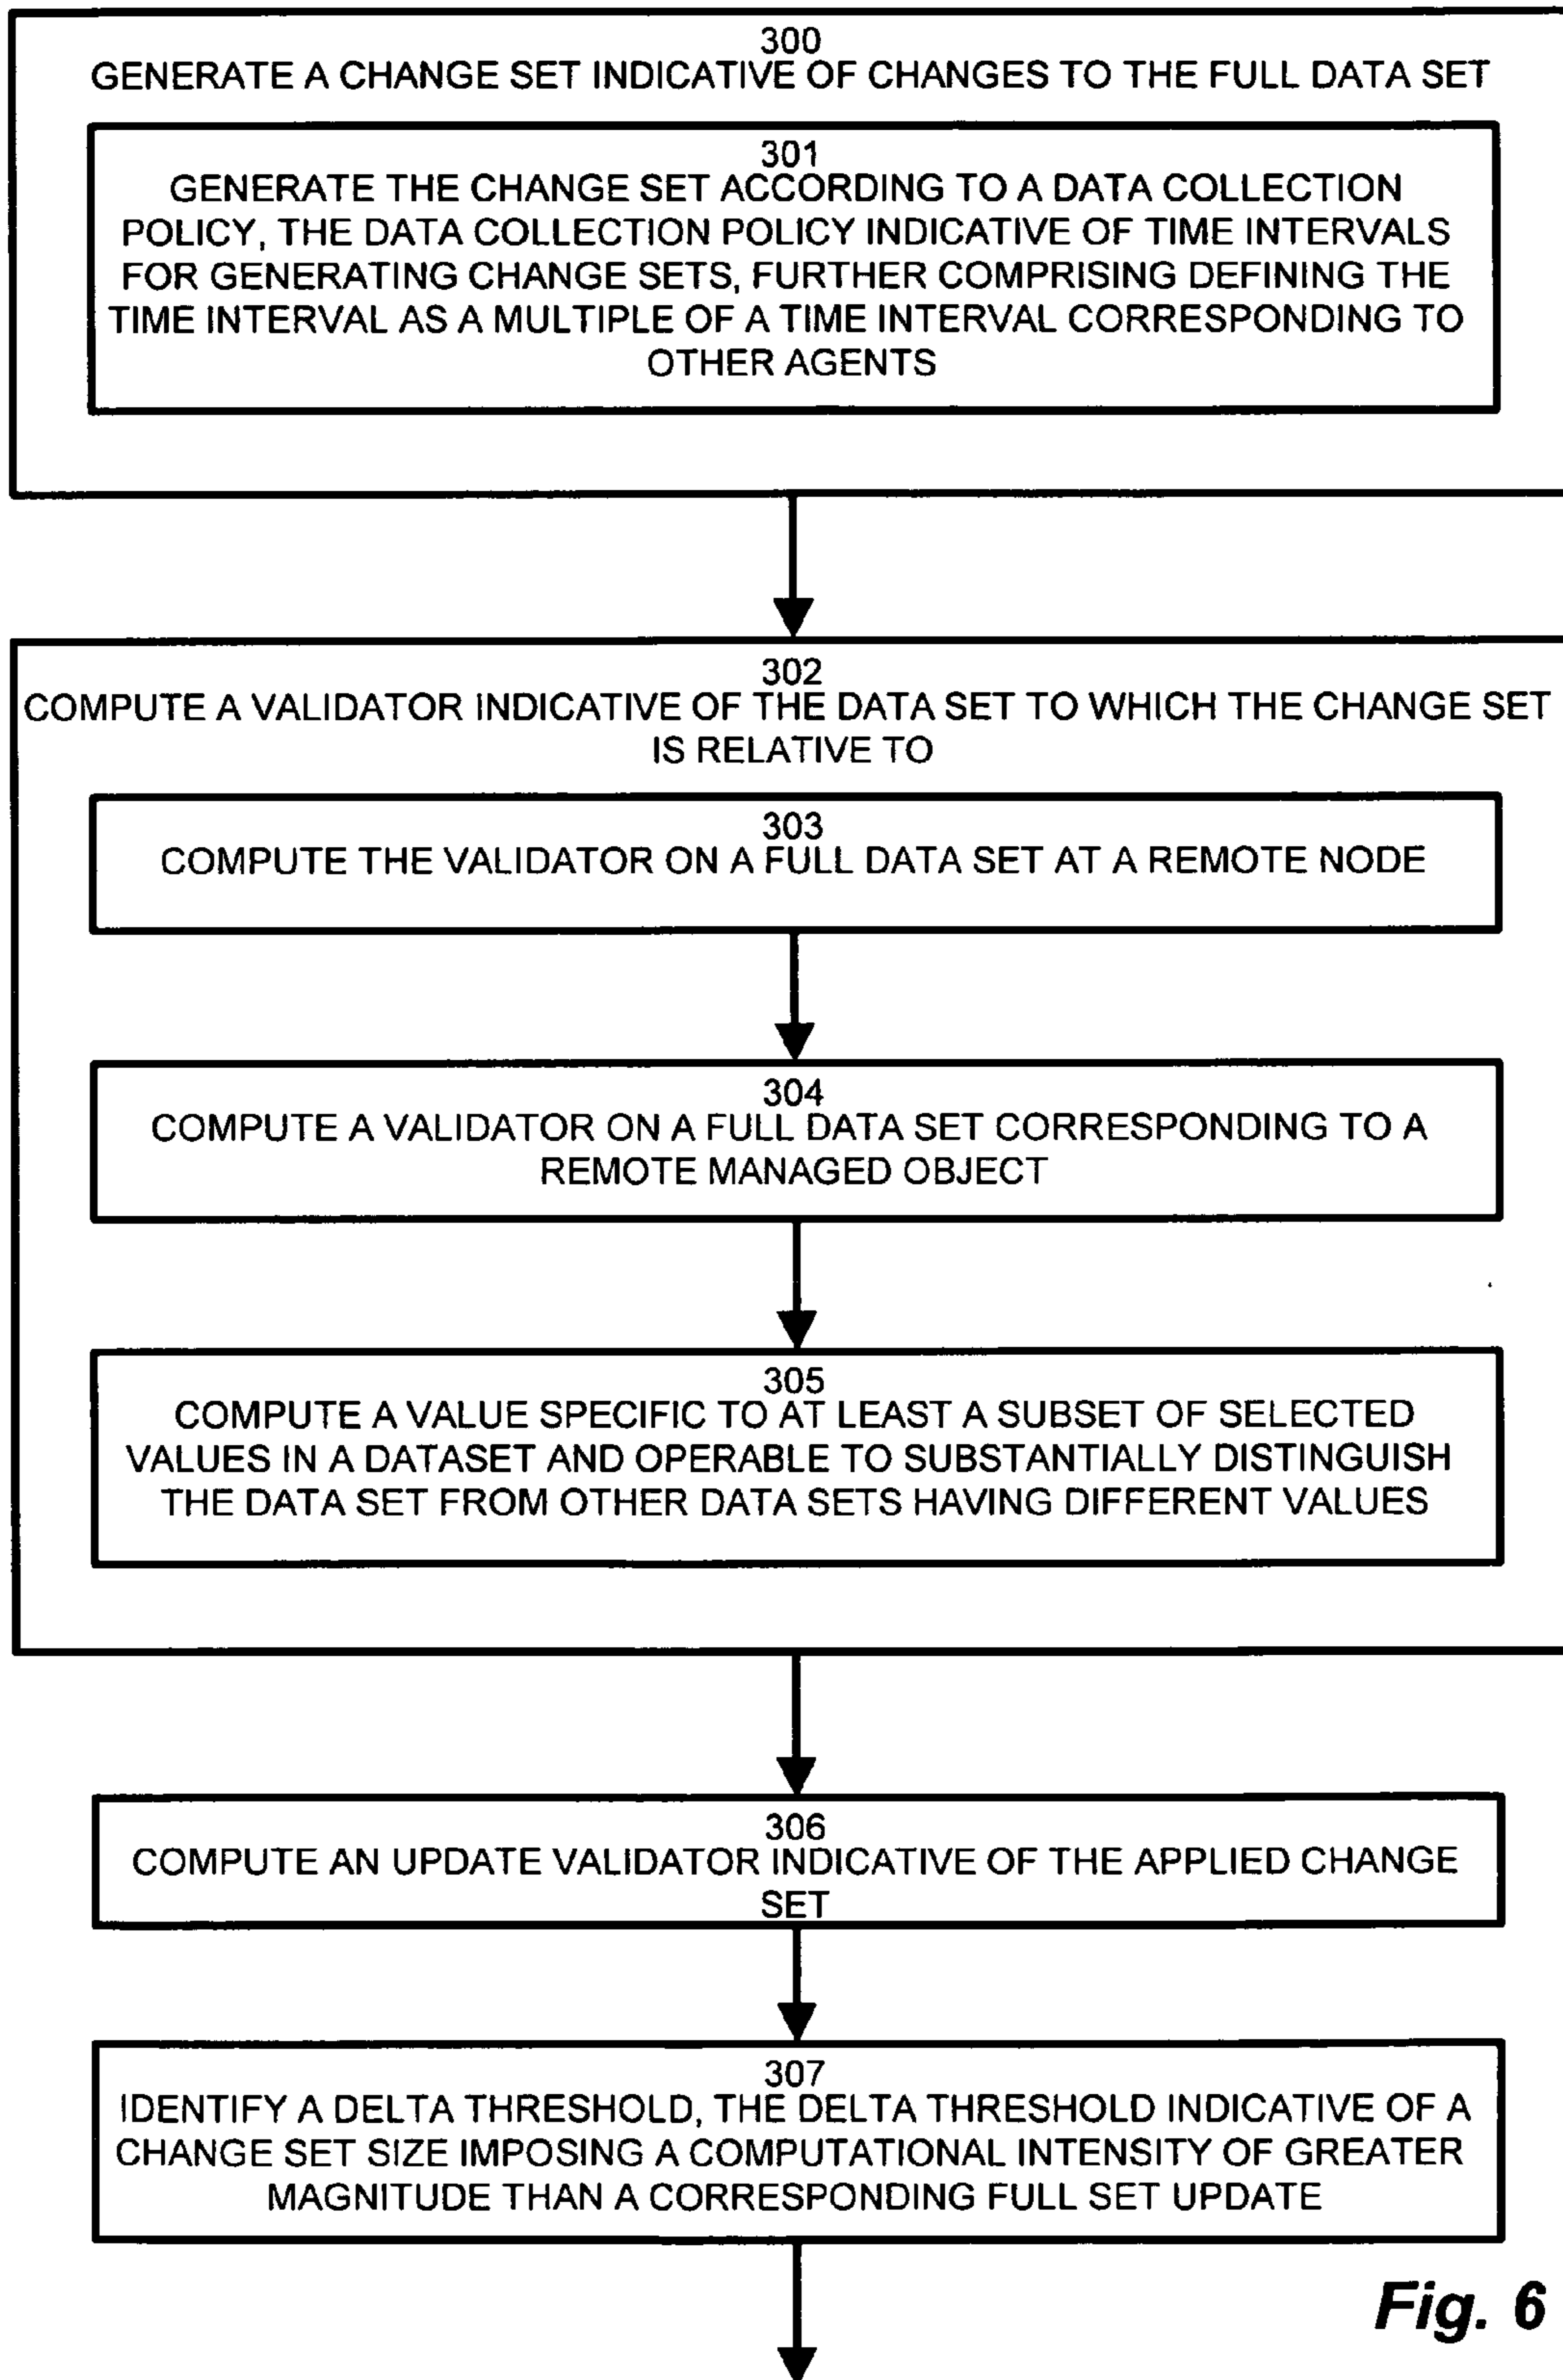 300
GENERATE A CHANGE SET INDICATIVE OF CHANGES TO THE FULL DATA SET
301
GENERATE THE CHANGE SET ACCORDING TO A DATA COLLECTION
POLICY, THE DATA COLLECTION POLICY INDICATIVE OF TIME INTERVALS
FOR GENERATING CHANGE SETS, FURTHER COMPRISING DEFINING THE
TIME INTERVAL AS A MULTIPLE OF A TIME INTERVAL CORRESPONDING TO
OTHER AGENTS
302
COMPUTE A VALIDATOR INDICATIVE OF THE DATA SET TO WHICH THE CHANGE SET
IS RELATIVE TO
303
COMPUTE THE VALIDATOR ON A FULL DATA SET AT A REMOTE NODE
304
COMPUTE A VALIDATOR ON A FULL DATA SET CORRESPONDING TO A
REMOTE MANAGED OBJECT
305
COMPUTE A VALUE SPECIFIC TO AT LEAST A SUBSET OF SELECTED
VALUES IN A DATASET AND OPERABLE TO SUBSTANTIALLY DISTINGUISH
THE DATA SET FROM OTHER DATA SETS HAVING DIFFERENT VALUES
306
COMPUTE AN UPDATE VALIDATOR INDICATIVE OF THE APPLIED CHANGE
SET
307
IDENTIFY A DELTA THRESHOLD, THE DELTA THRESHOLD INDICATIVE OF A
CHANGE SET SIZE IMPOSING A COMPUTATIONAL INTENSITY OF GREATER
MAGNITUDE THAN A CORRESPONDING FULL SET UPDATE
Fig. 6